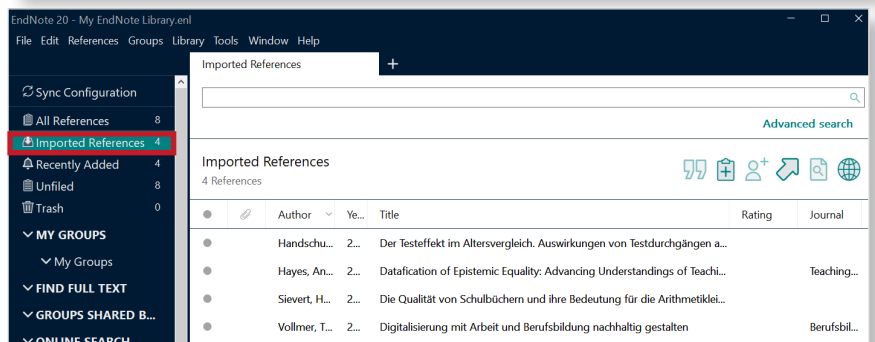 EndNote 20 - My EndNote Library.enl
File Edit References Groups Library Tools Window Help
Imported References
Sync Configuration
All References 8
Imported References 4
Recently Added 4
Unfiled 8
Trash 0
MY GROUPS
My Groups
FIND FULL TEXT
GROUPS SHARED B...
ONLINE SEARCH
Advanced search
Imported References
4 References
Author Ye... Title Rating Journal
Handschu... 2... Der Testeffekt im Altersvergleich. Auswirkungen von Testdurchgängen a...
Hayes, An... 2... Datafication of Epistemic Equality: Advancing Understandings of Teachi... Teaching...
Sievert, H... 2... Die Qualität von Schulbüchern und ihre Bedeutung für die Arithmetiklei...
Vollmer, T... 2... Digitalisierung mit Arbeit und Berufsbildung nachhaltig gestalten Berufsbil...